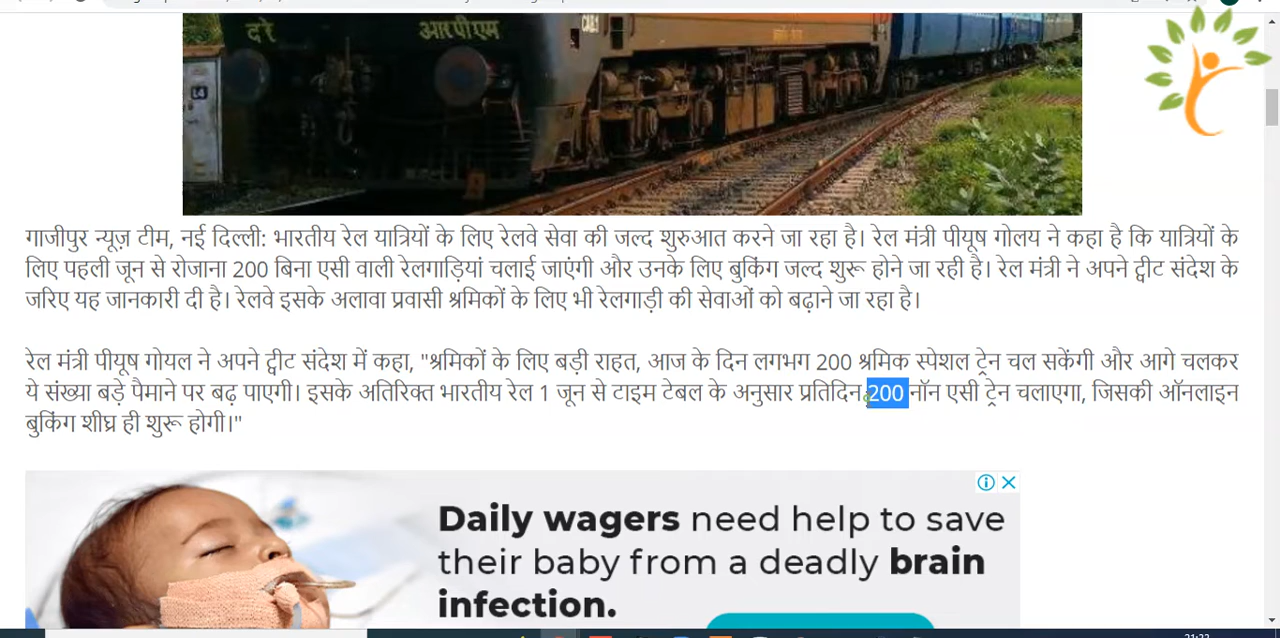 दरे
आरपीएम
CAB1
गाजीपुर न्यूज़ टीम, नई दिल्ली: भारतीय रेल यात्रियों के लिए रेलवे सेवा की जल्द शुरुआत करने जा रहा है। रेल मंत्री पीयूष गोलय ने कहा है कि यात्रियों के
लिए पहली जून से रोजाना 200 बिना एसी वाली रेलगाड़ियां चलाई जाएंगी और उनके लिए बुकिंग जल्द शुरू होने जा रही है। रेल मंत्री ने अपने ट्वीट संदेश के
जरिए यह जानकारी दी है। रेलवे इसके अलावा प्रवासी श्रमिकों के लिए भी रेलगाड़ी की सेवाओं को बढ़ाने जा रहा है।
रेल मंत्री पीयूष गोयल ने अपने ट्वीट संदेश में कहा, "श्रमिकों के लिए बड़ी राहत, आज के दिन लगभग 200 श्रमिक स्पेशल ट्रेन चल सकेंगी और आगे चलकर
ये संख्या बड़े पैमाने पर बढ़ पाएगी। इसके अतिरिक्त भारतीय रेल 1 जून से टाइम टेबल के अनुसार प्रतिदिन 200 नॉन एसी ट्रेन चलाएगा, जिसकी ऑनलाइन
बुकिंग शीघ्र ही शुरू होगी।"
Daily wagers need help to save
their baby from a deadly brain
infection.